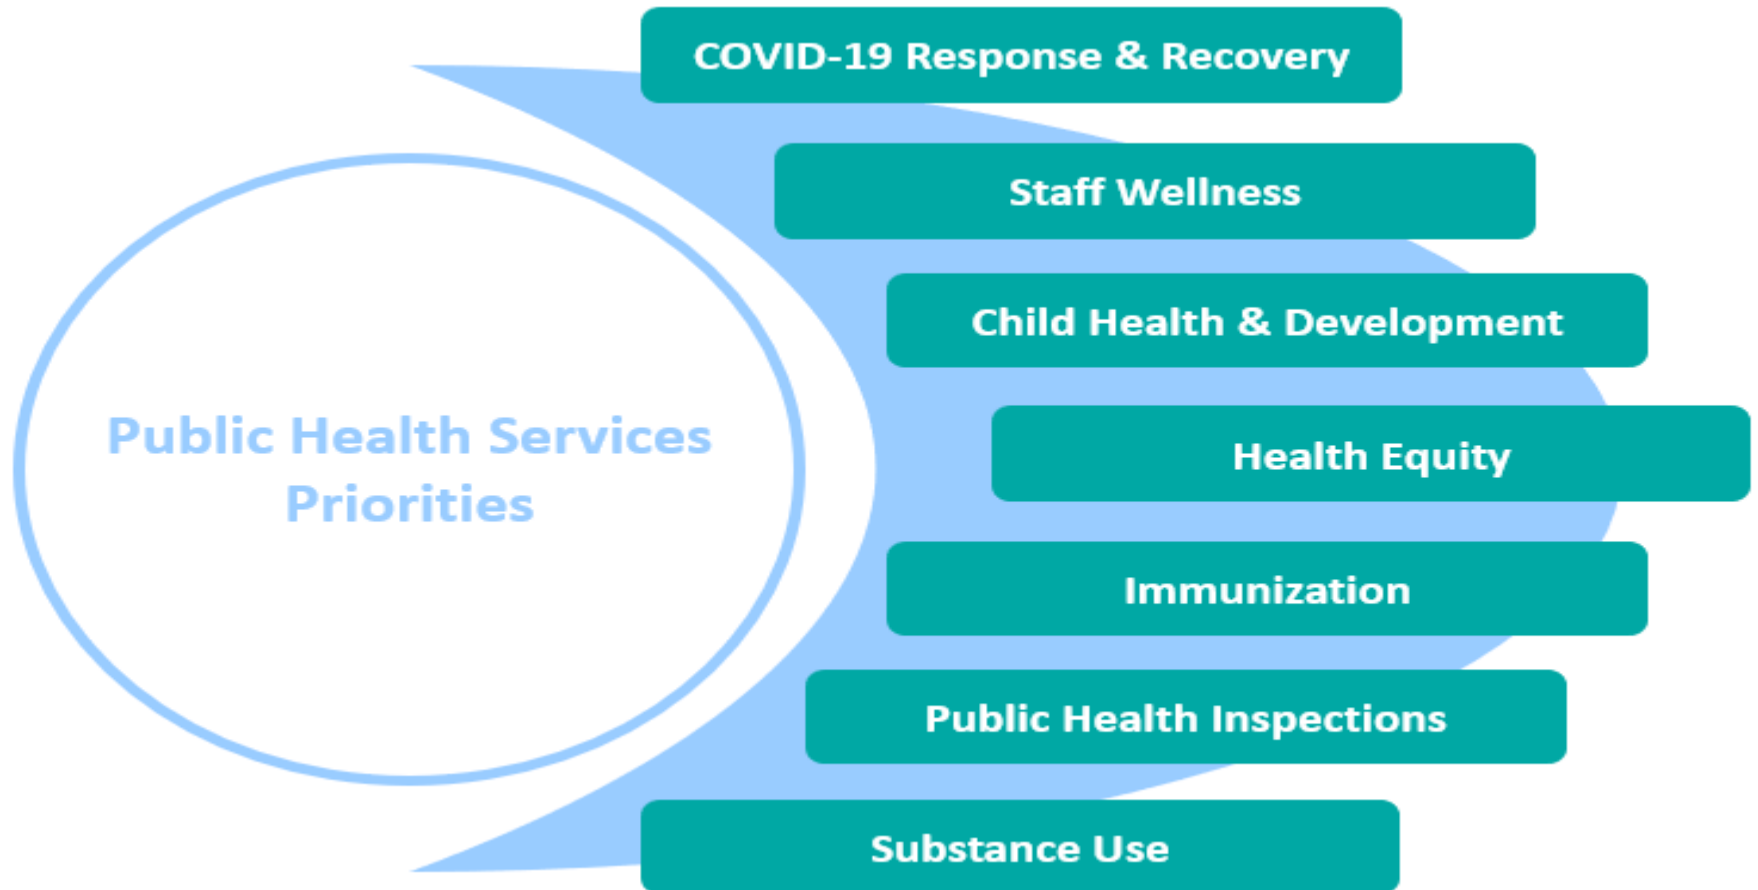 COVID-19 Response & Recovery
Staff Wellness
Child Health & Development
Public Health Services
Priorities
Health Equity
Immunization
Public Health Inspections
Substance Use